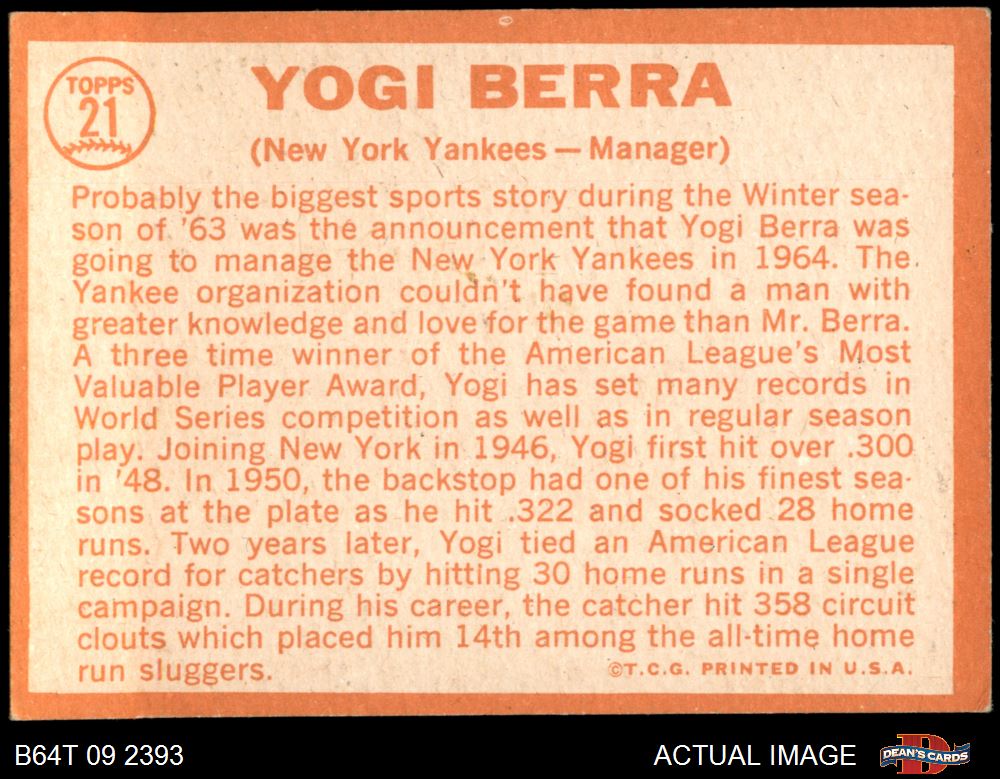 TOPPS
21
YOGI BERRA
(New York Yankees — Manager)
Probably the biggest sports story during the Winter sea-
son of '63 was the announcement that Yogi Berra was
going to manage the New York Yankees in 1964. The
Yankee organization couldn't have found a man with
greater knowledge and love for the game than Mr. Berra.
A three time winner of the American League's Most
Valuable Player Award, Yogi has set many records in
World Series competition as well as in regular season
play. Joining New York in 1946, Yogi first hit over .300
in '48. In 1950, the backstop had one of his finest sea-
sons at the plate as he hit .322 and socked 28 home
runs. Two years later, Yogi tied an American League
record for catchers by hitting 30 home runs in a single
campaign. During his career, the catcher hit 358 circuit
clouts which placed him 14th among the all-time home
run sluggers.
©T.C.G. PRINTED IN U.S.A.
B64T 09 2393
ACTUAL IMAGE
D
DEAN'S CARDS